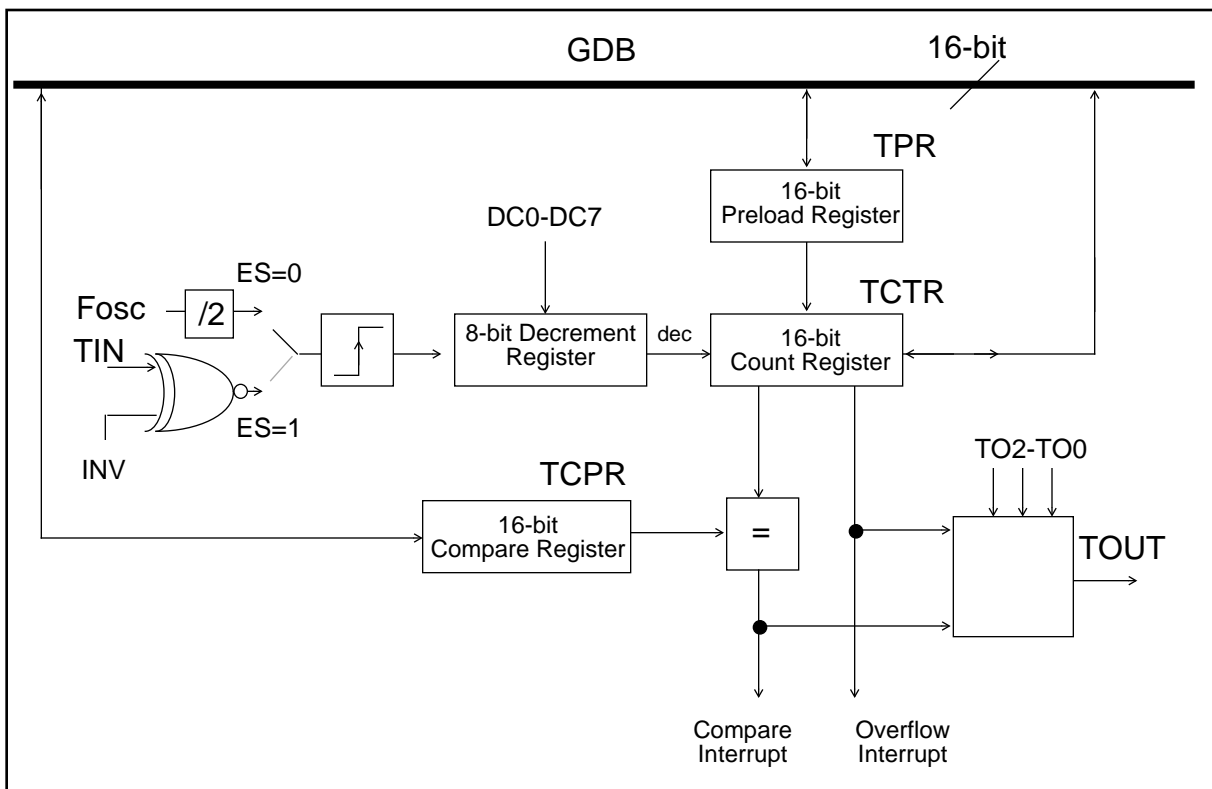 GDB
16-bit
TPR
16-bit
Preload Register
DC0-DC7
ES=0
TCTR
Fosc
/2
TIN
8-bit Decrement
Register
dec
16-bit
Count Register
ES=1
INV
TO2-TO0
TCPR
16-bit
Compare Register
=
TOUT
Compare
Interrupt
Overflow
Interrupt